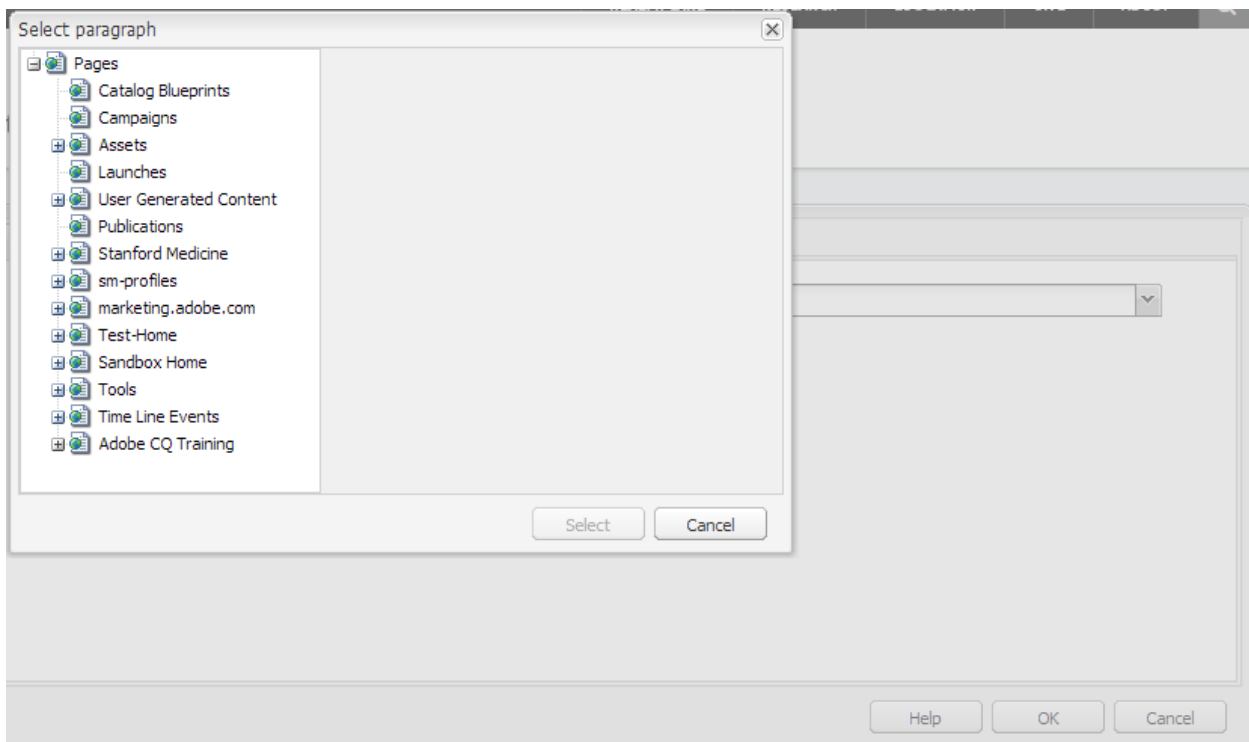 Select paragraph
Pages
Catalog Blueprints
Campaigns
Assets
Launches
User Generated Content
Publications
Stanford Medicine
sm-profiles
marketing.adobe.com
Test-Home
Sandbox Home
Tools
Time Line Events
Adobe CQ Training
Select Cancel
Help OK Cancel